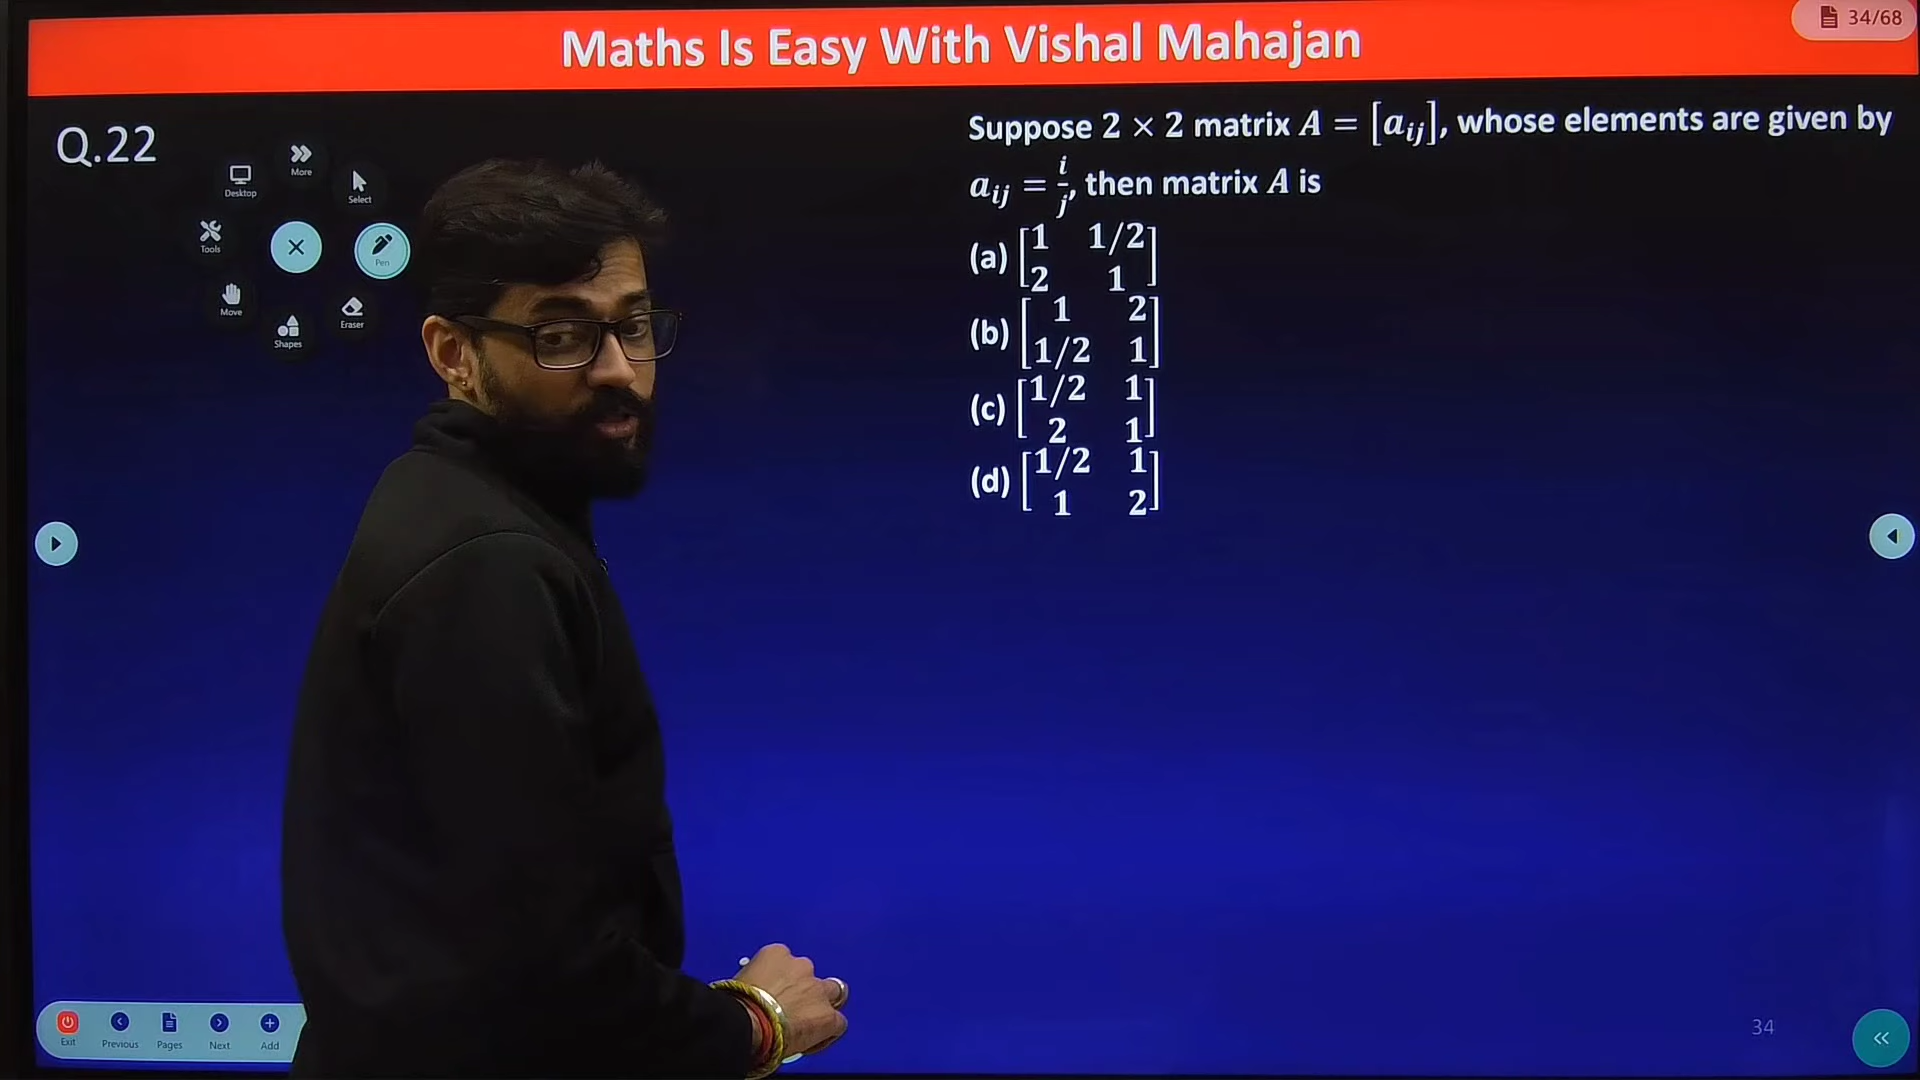 34/68
Maths Is Easy With Vishal Mahajan
Q.22
More
Desktop
Select
Tools
Pen
Move
Eraser
Shapes
Suppose 2 × 2 matrix A = [a_ij], whose elements are given by
a_ij = i/j, then matrix A is
(a) [1 1/2
2 1]
(b) [1 2
1/2 1]
(c) [1/2 1
2 1]
(d) [1/2 1
1 2]
34
Exit
Previous
Pages
Next
Add